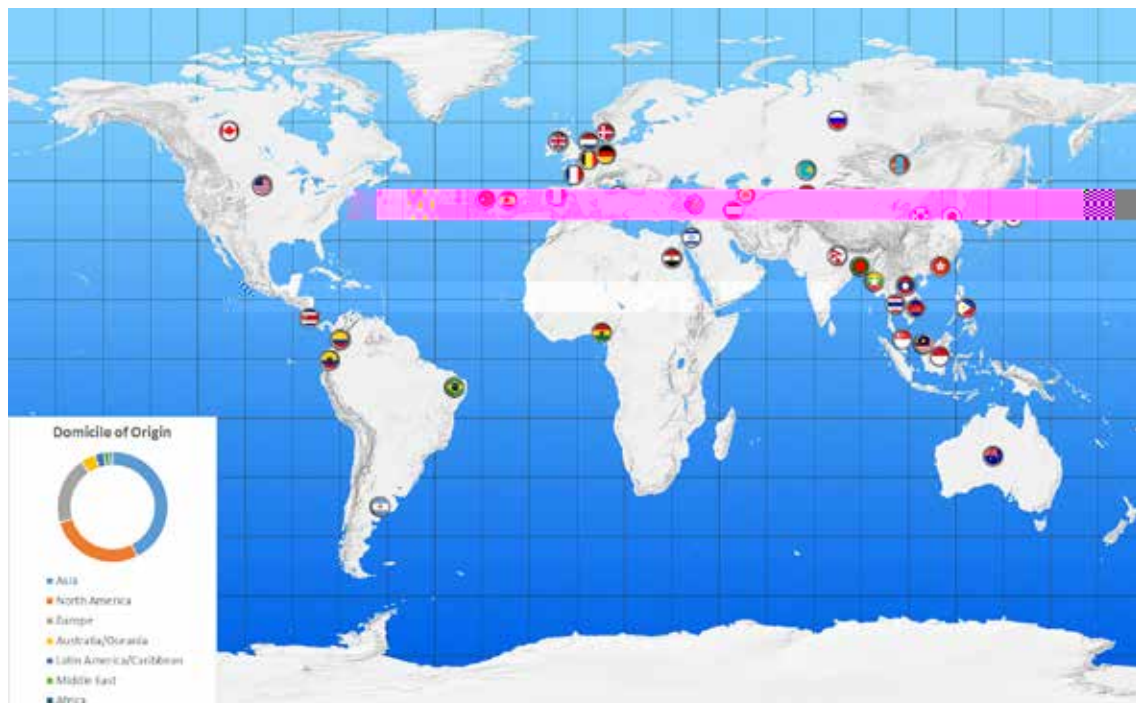 Domicile of Origin
Asia
North America
Europe
Australia/Oceania
Latin America/Caribbean
Middle East
Africa